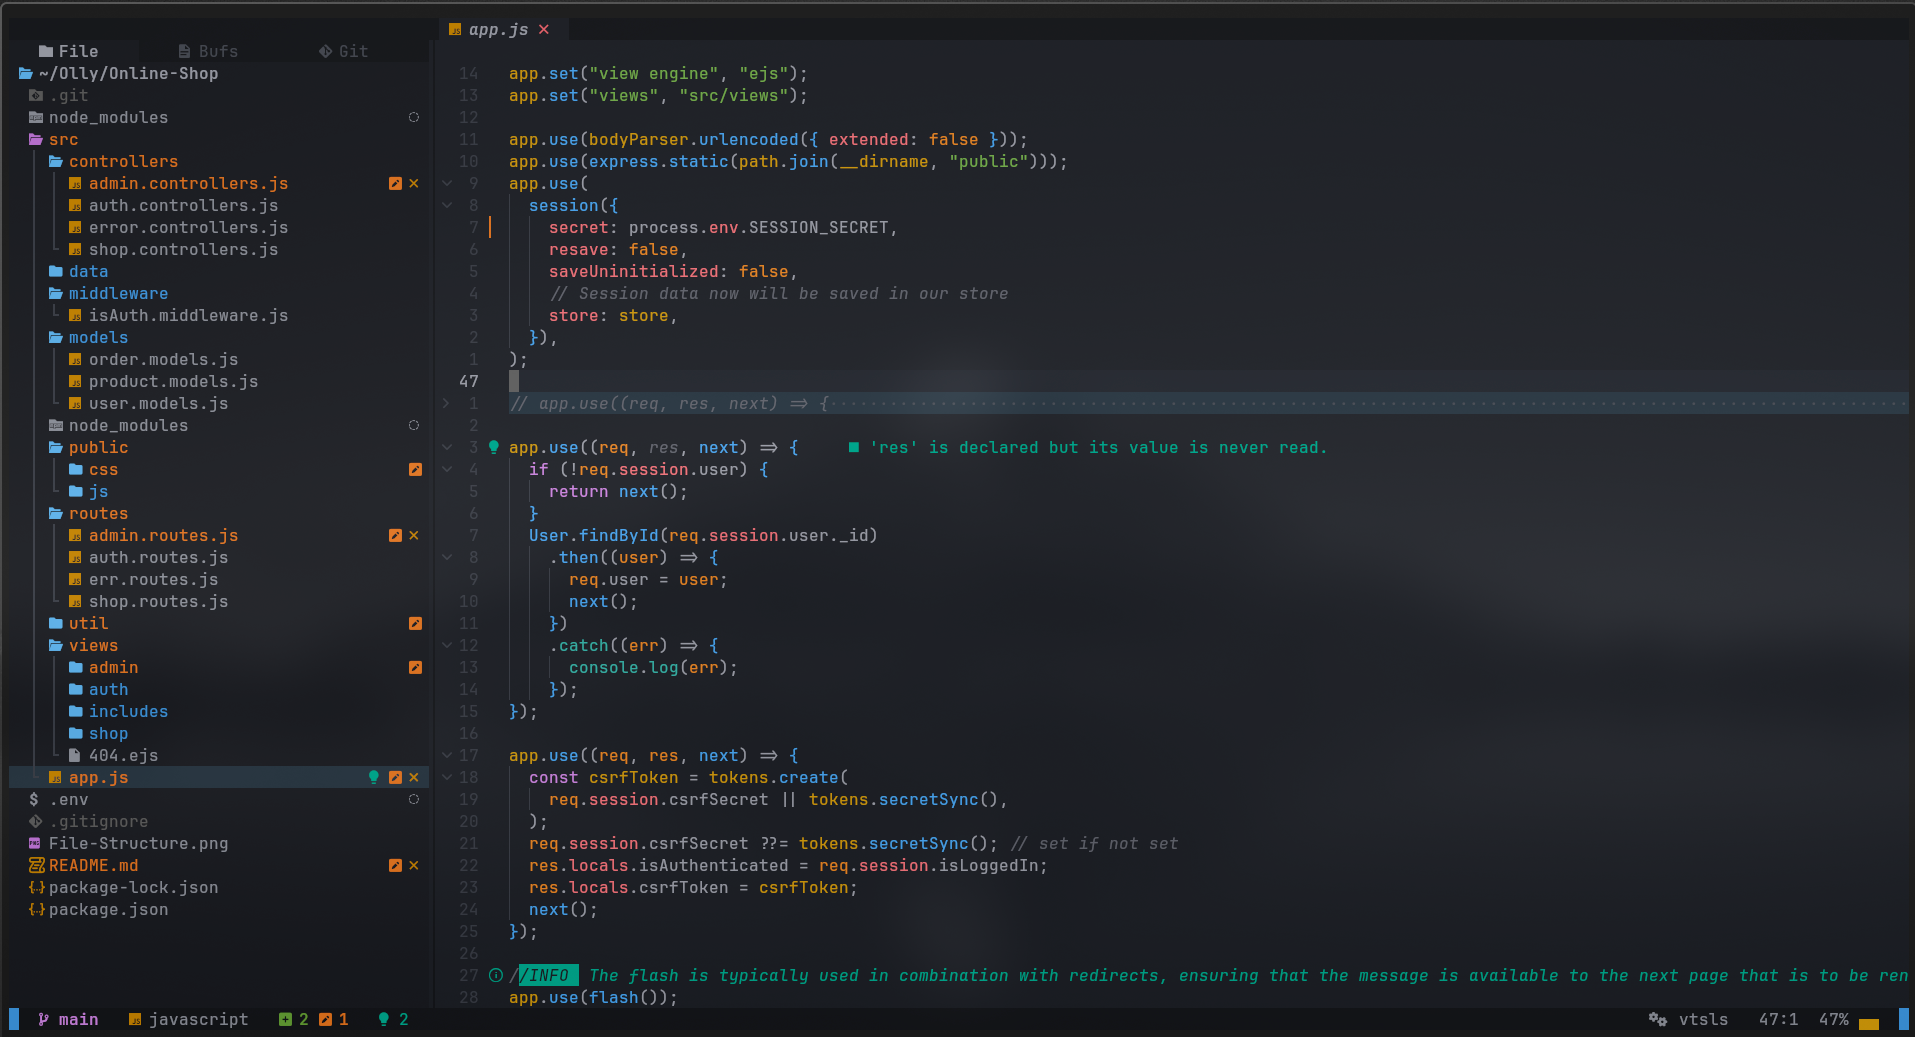 File Bufs Git
~/Olly/Online-Shop
.git
node_modules
src
controllers
admin.controllers.js
auth.controllers.js
error.controllers.js
shop.controllers.js
data
middleware
isAuth.middleware.js
models
order.models.js
product.models.js
user.models.js
node_modules
public
css
js
routes
admin.routes.js
auth.routes.js
err.routes.js
shop.routes.js
util
views
admin
auth
includes
shop
404.ejs
app.js
$ .env
.gitignore
File-Structure.png
README.md
package-lock.json
package.json
app.js ×
14 app.set("view engine", "ejs");
13 app.set("views", "src/views");
12
11 app.use(bodyParser.urlencoded({ extended: false }));
10 app.use(express.static(path.join(__dirname, "public")));
9 app.use(
8   session({
7     secret: process.env.SESSION_SECRET,
6     resave: false,
5     saveUninitialized: false,
4     // Session data now will be saved in our store
3     store: store,
2   }),
1 );
47
1 // app.use((req, res, next) => {
2
3 app.use((req, res, next) => { ■ 'res' is declared but its value is never read.
4   if (!req.session.user) {
5     return next();
6   }
7   User.findById(req.session.user._id)
8     .then((user) => {
9       req.user = user;
10       next();
11     })
12     .catch((err) => {
13       console.log(err);
14     });
15 });
16
17 app.use((req, res, next) => {
18   const csrfToken = tokens.create(
19     req.session.csrfSecret || tokens.secretSync(),
20   );
21   req.session.csrfSecret ??= tokens.secretSync(); // set if not set
22   res.locals.isAuthenticated = req.session.isLoggedIn;
23   res.locals.csrfToken = csrfToken;
24   next();
25 });
26
27 //INFO The flash is typically used in combination with redirects, ensuring that the message is available to the next page that is to be ren
28 app.use(flash());
main javascript 2 1 2 vtsls 47:1 47%